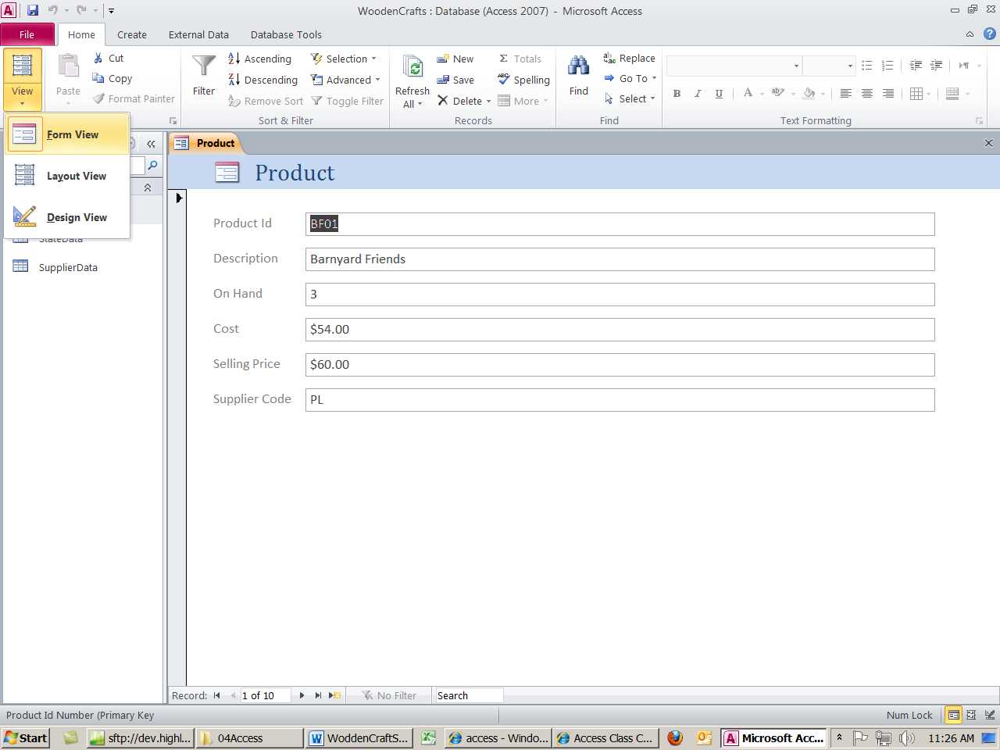 WoodenCrafts : Database (Access 2007) - Microsoft Access
File Home Create External Data Database Tools
View
Paste
Cut
Copy
Format Painter
Filter
Ascending
Descending
Remove Sort
Selection
Advanced
Toggle Filter
Sort & Filter
Refresh
All
New
Save
Delete
Totals
Spelling
More
Records
Find
Replace
Go To
Select
Find
B I U A
Text Formatting
Form View
Layout View
Design View
StateData
SupplierData
Product
Product
Product Id BF01
Description Barnyard Friends
On Hand 3
Cost $54.00
Selling Price $60.00
Supplier Code PL
Record: 1 of 10 No Filter Search
Product Id Number (Primary Key
Num Lock
Start sftp://dev.highl... 04Access WoddenCraftS... access - Windo... Access Class C... Microsoft Acc... 11:26 AM